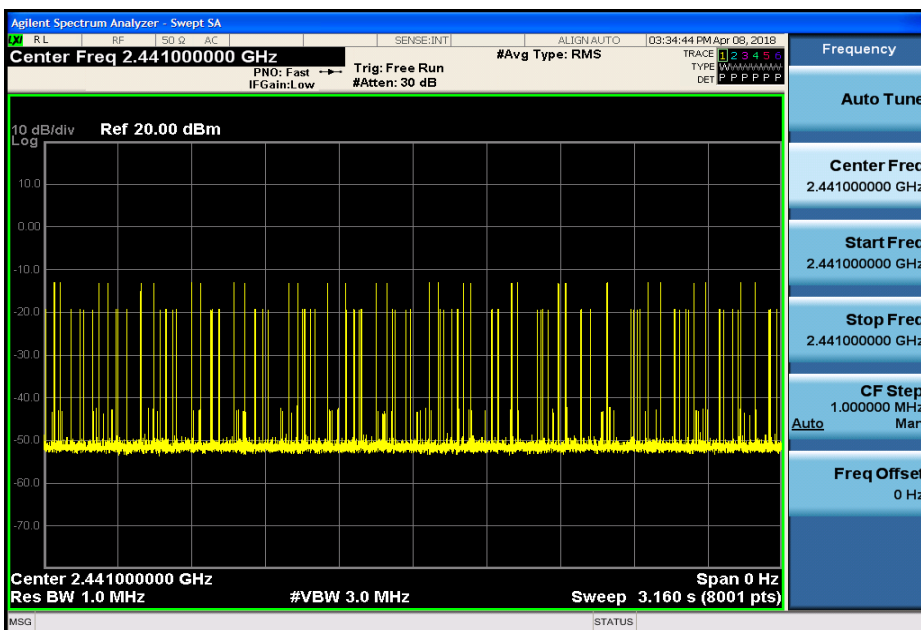 Agilent Spectrum Analyzer - Swept SA
LXI RL RF 50 Ω AC SENSE:INT ALIGN AUTO 03:34:44 PM Apr 08, 2018
Center Freq 2.441000000 GHz #Avg Type: RMS TRACE 1 2 3 4 5 6
PNO: Fast Trig: Free Run TYPE WWWWWW
IFGain:Low #Atten: 30 dB DET P P P P P P
10 dB/div Ref 20.00 dBm
Log
10.0
0.00
-10.0
-20.0
-30.0
-40.0
-50.0
-60.0
-70.0
Center 2.441000000 GHz Span 0 Hz
Res BW 1.0 MHz #VBW 3.0 MHz Sweep 3.160 s (8001 pts)
MSG STATUS
Frequency
Auto Tune
Center Freq
2.441000000 GHz
Start Freq
2.441000000 GHz
Stop Freq
2.441000000 GHz
CF Step
1.000000 MHz
Auto Man
Freq Offset
0 Hz